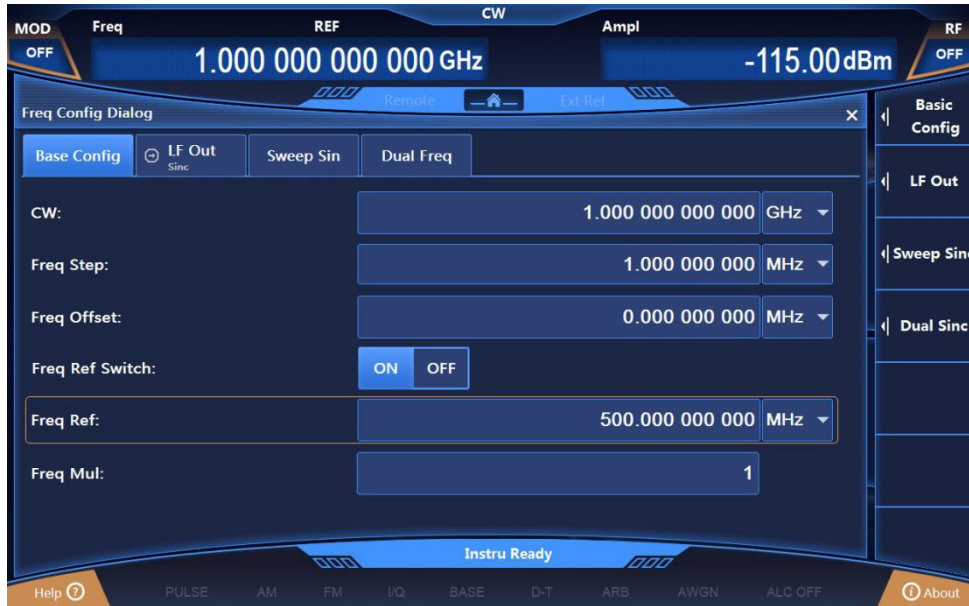 CW
MOD Freq REF Ampl RF
OFF 1.000 000 000 000 GHz -115.00 dBm OFF
Remote Ext Ref
Freq Config Dialog ×
Base Config LF Out Sinc Sweep Sin Dual Freq
CW: 1.000 000 000 000 GHz
Freq Step: 1.000 000 000 MHz
Freq Offset: 0.000 000 000 MHz
Freq Ref Switch: ON OFF
Freq Ref: 500.000 000 000 MHz
Freq Mul: 1
Basic
Config
LF Out
Sweep Sin
Dual Sinc
Instru Ready
Help ? PULSE AM FM I/Q BASE D-T ARB AWGN ALC OFF About